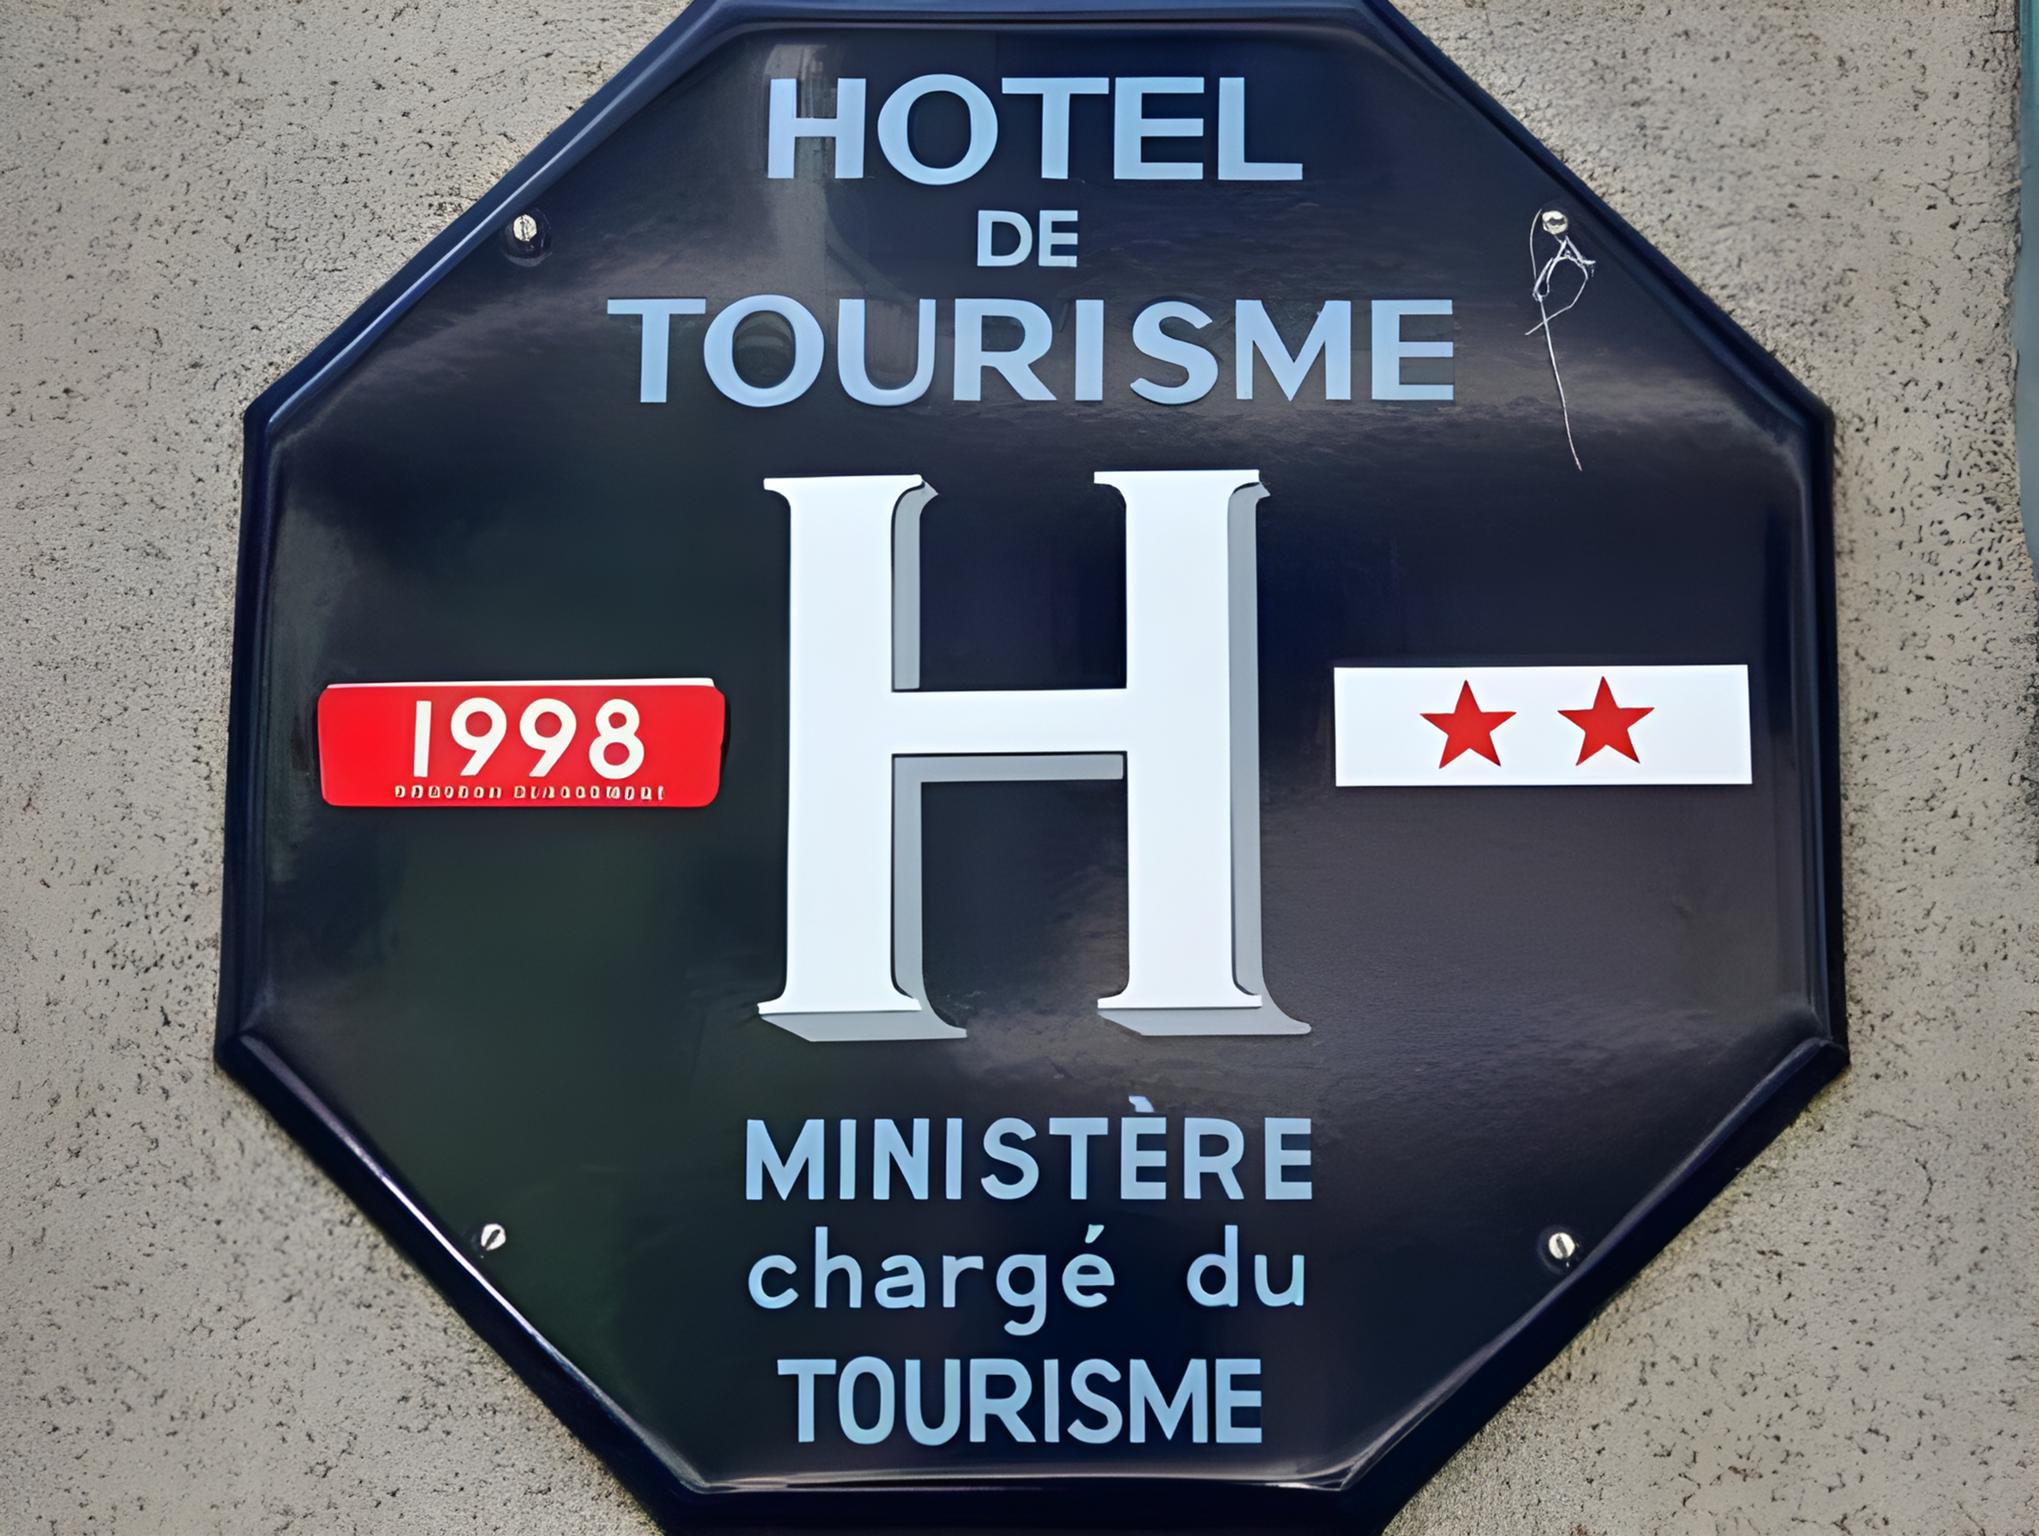 HOTEL
DE
TOURISME
H
1998
MINISTÈRE
chargé du
TOURISME